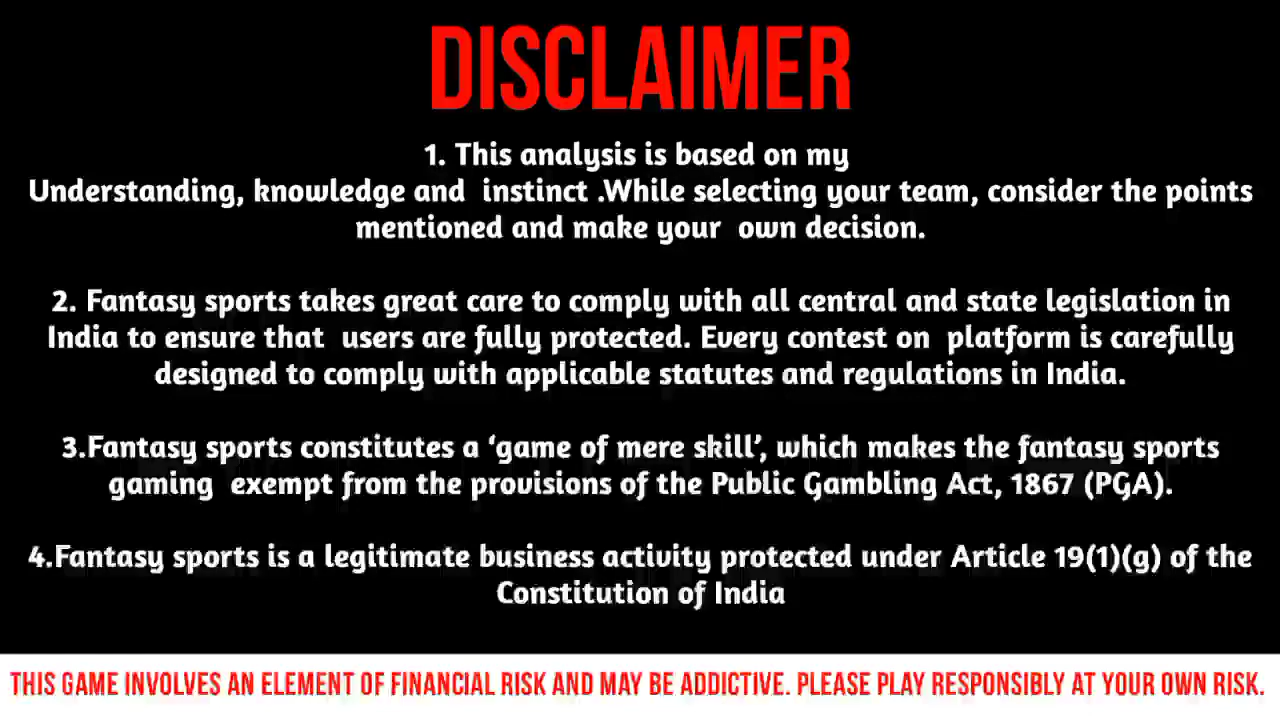 DISCLAIMER
1. This analysis is based on my
Understanding, knowledge and instinct .While selecting your team, consider the points
mentioned and make your own decision.
2. Fantasy sports takes great care to comply with all central and state legislation in
India to ensure that users are fully protected. Every contest on platform is carefully
designed to comply with applicable statutes and regulations in India.
3.Fantasy sports constitutes a ‘game of mere skill’, which makes the fantasy sports
gaming exempt from the provisions of the Public Gambling Act, 1867 (PGA).
4.Fantasy sports is a legitimate business activity protected under Article 19(1)(g) of the
Constitution of India
THIS GAME INVOLVES AN ELEMENT OF FINANCIAL RISK AND MAY BE ADDICTIVE. PLEASE PLAY RESPONSIBLY AT YOUR OWN RISK.